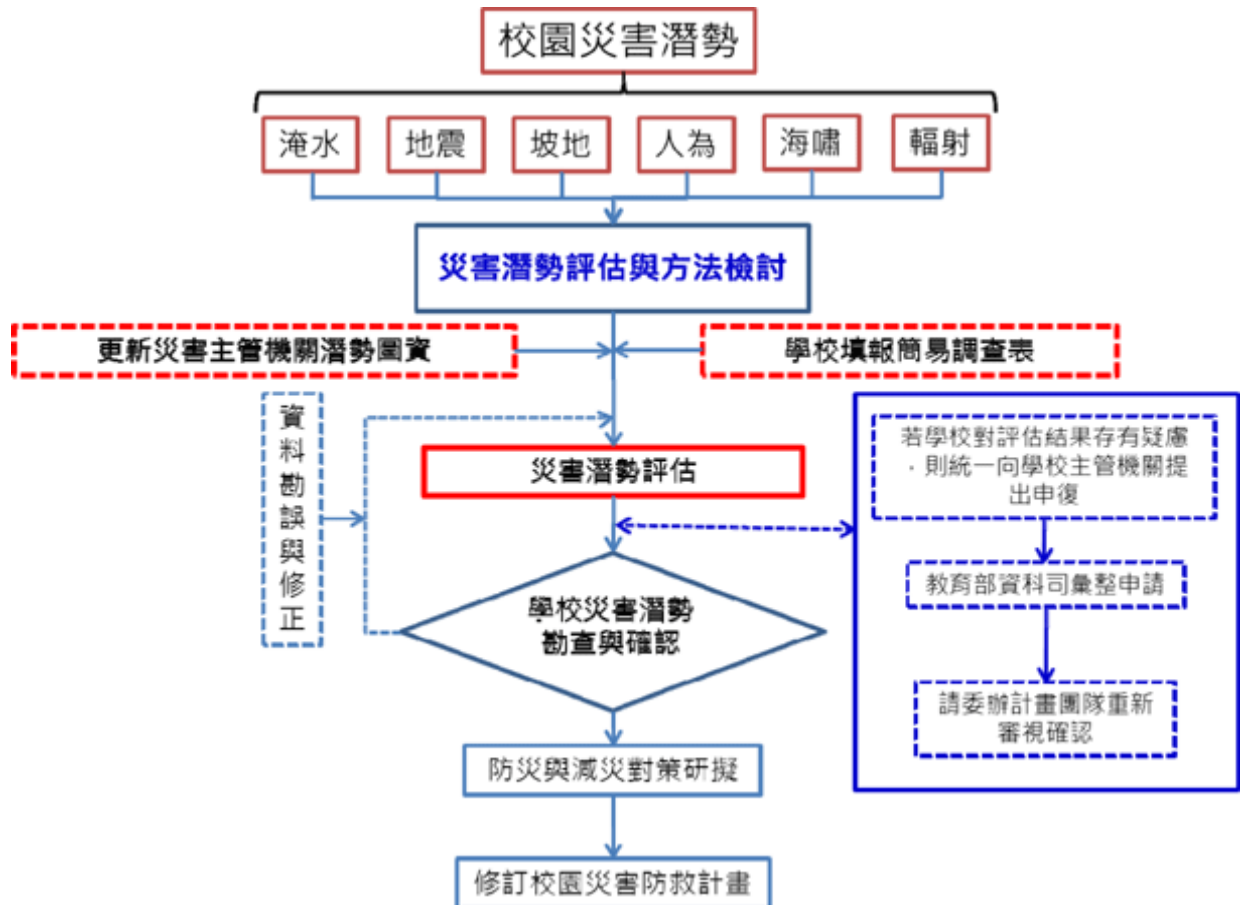 校園災害潛勢
淹水
地震
坡地
人為
海嘯
輻射
災害潛勢評估與方法檢討
更新災害主管機關潛勢圖資
學校填報簡易調查表
資料勘誤與修正
災害潛勢評估
若學校對評估結果存有疑慮
，則統一向學校主管機關提
出申復
教育部資科司彙整申請
學校災害潛勢
勘查與確認
請委辦計畫團隊重新
審視確認
防災與減災對策研擬
修訂校園災害防救計畫